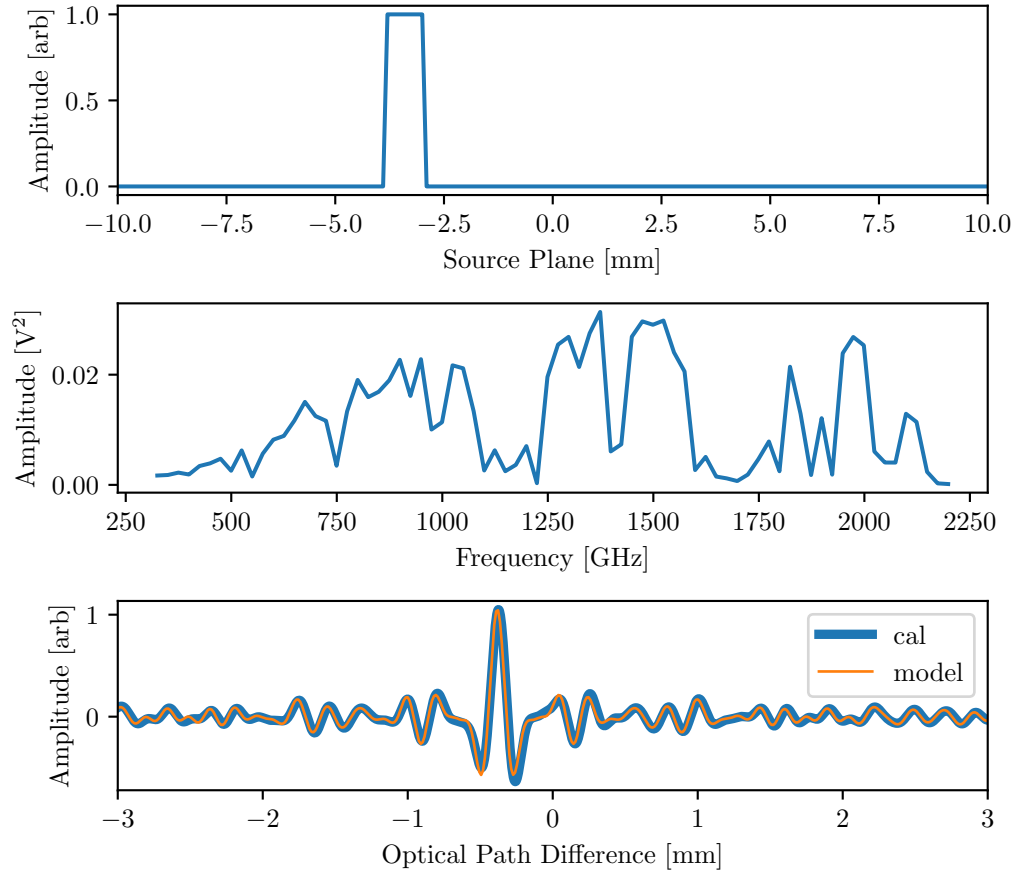 Amplitude [arb]
1.0
0.5
0.0
−10.0 −7.5 −5.0 −2.5 0.0 2.5 5.0 7.5 10.0
Source Plane [mm]
Amplitude [V²]
0.02
0.00
250 500 750 1000 1250 1500 1750 2000 2250
Frequency [GHz]
Amplitude [arb]
1
0
cal
model
−3 −2 −1 0 1 2 3
Optical Path Difference [mm]